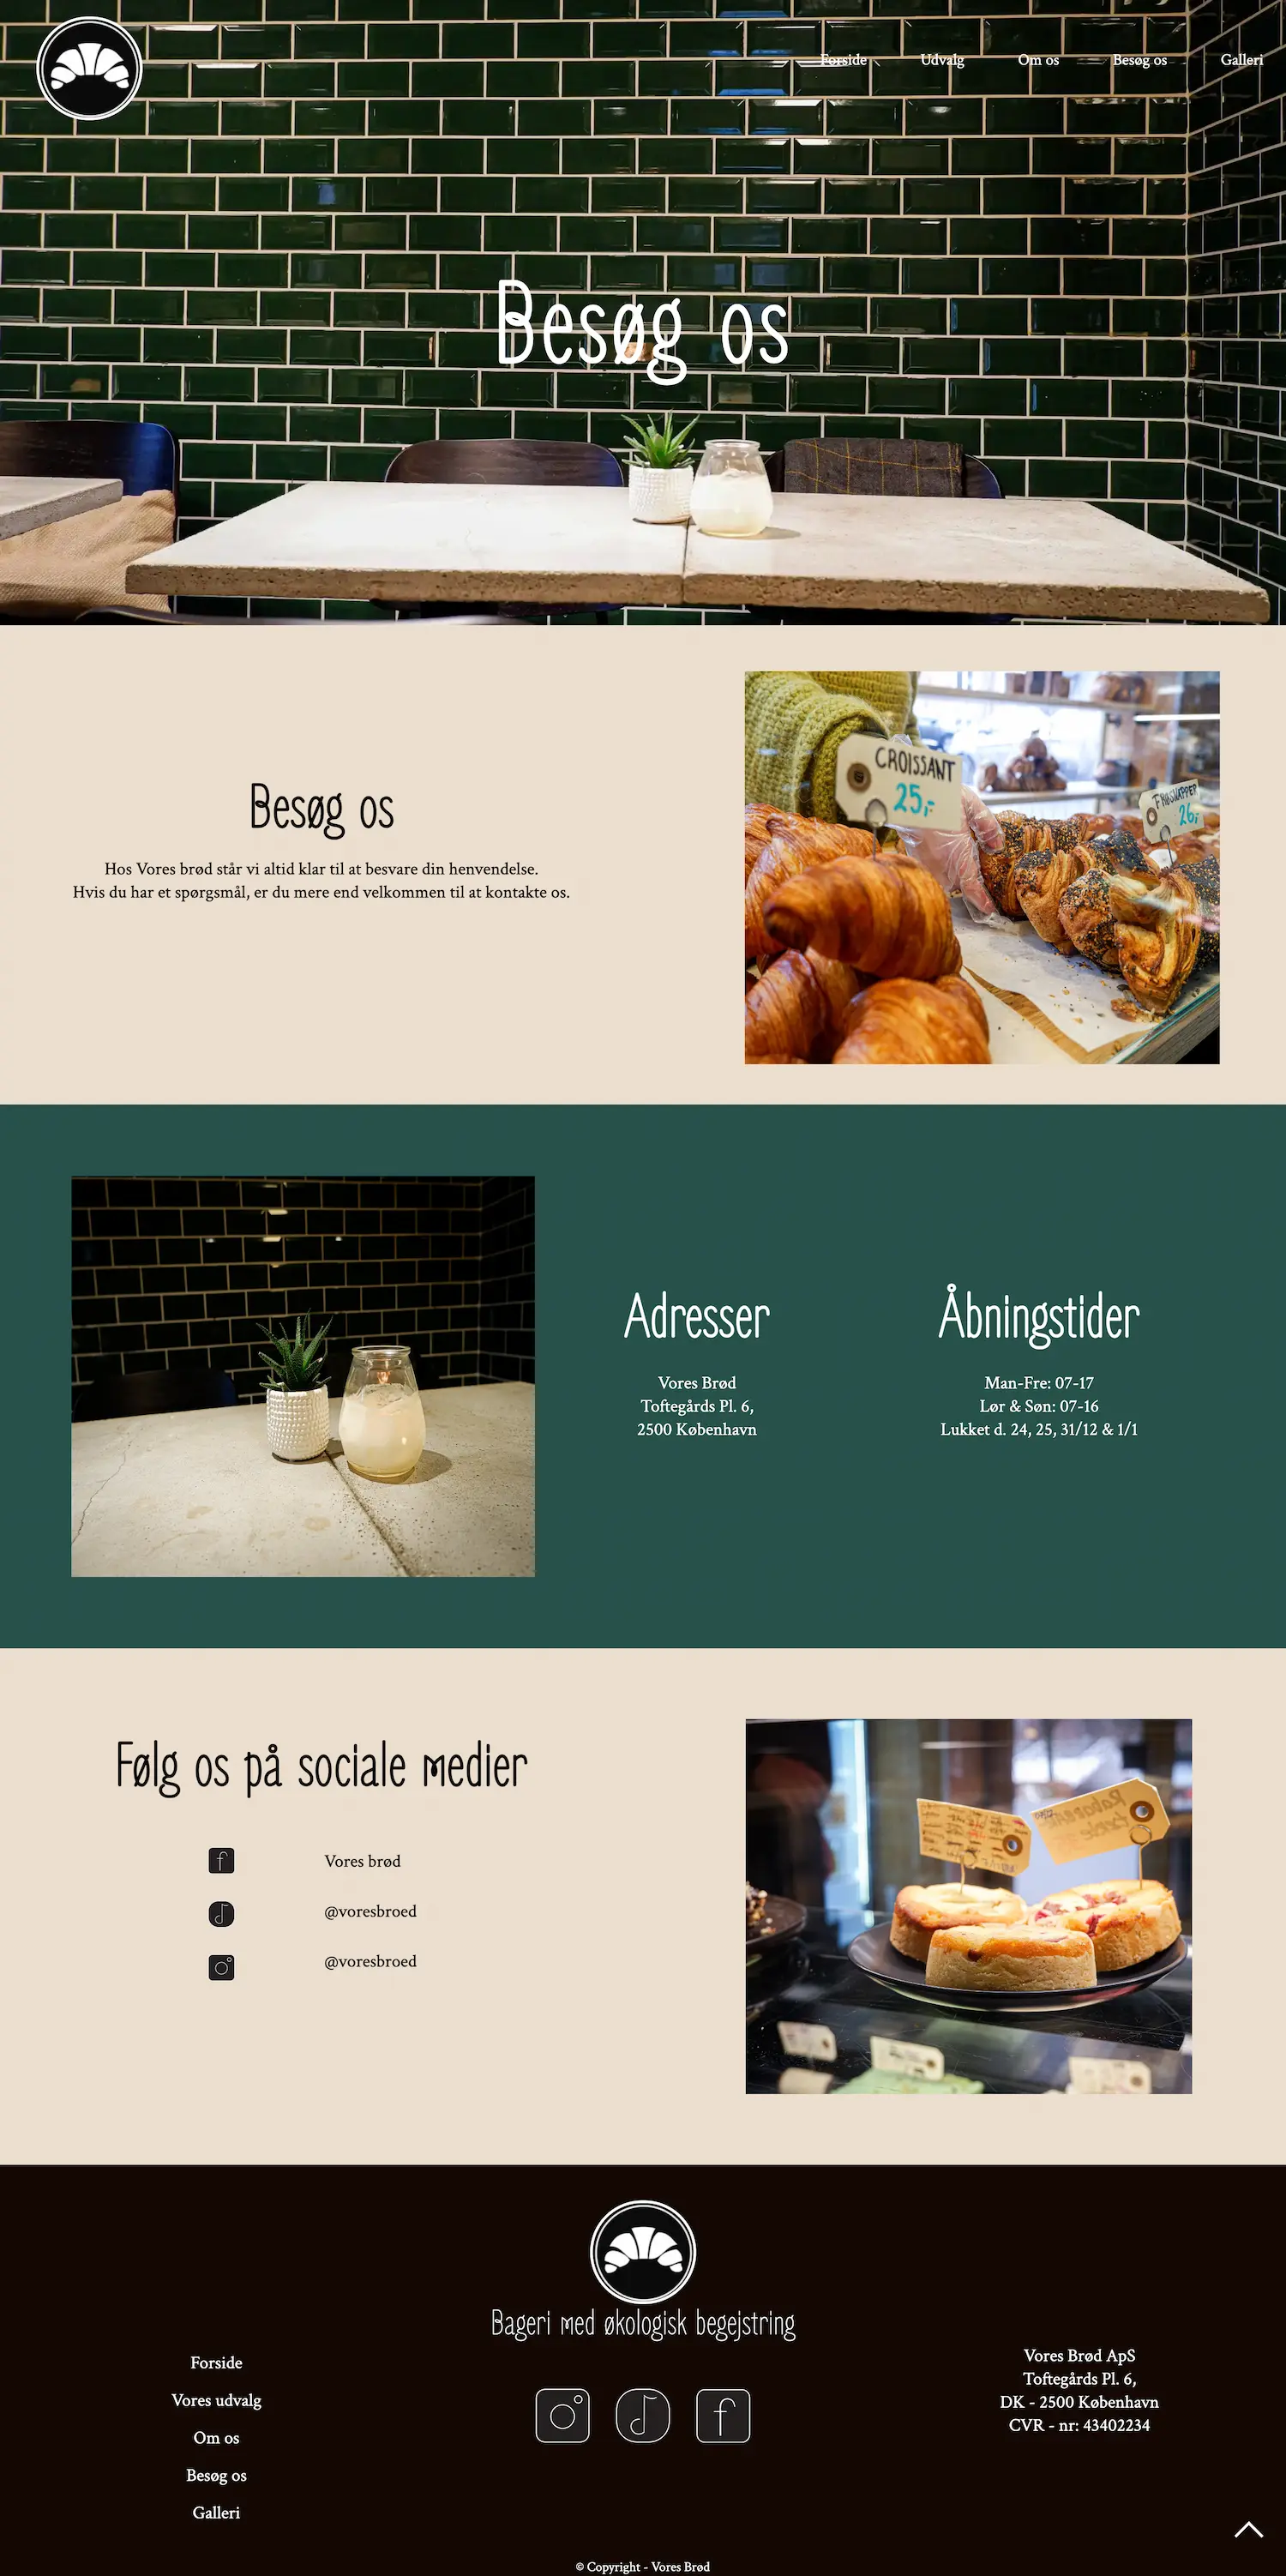 Forside Udvalg Om os Besøg os Galleri
Besøg os
CROISSANT
25,-
FRØSNAPPER
26,-
Besøg os
Hos Vores brød står vi altid klar til at besvare din henvendelse.
Hvis du har et spørgsmål, er du mere end velkommen til at kontakte os.
Adresser
Vores Brød
Toftegårds Pl. 6,
2500 København
Åbningstider
Man-Fre: 07-17
Lør & Søn: 07-16
Lukket d. 24, 25, 31/12 & 1/1
Følg os på sociale medier
Vores brød
@voresbroed
@voresbroed
Bageri med økologisk begejstring
Forside
Vores udvalg
Om os
Besøg os
Galleri
Vores Brød ApS
Toftegårds Pl. 6,
DK - 2500 København
CVR - nr: 43402234
© Copyright - Vores Brød